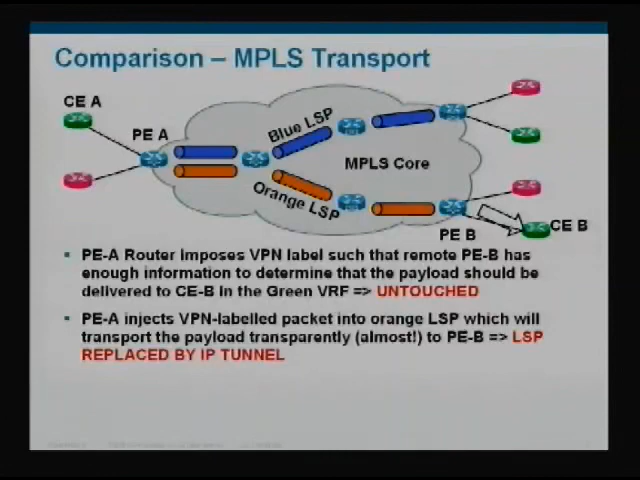 Comparison – MPLS Transport
CE A
PE A
Blue LSP
MPLS Core
Orange LSP
PE B
CE B
PE-A Router imposes VPN label such that remote PE-B has
enough information to determine that the payload should be
delivered to CE-B in the Green VRF => UNTOUCHED
PE-A injects VPN-labelled packet into orange LSP which will
transport the payload transparently (almost!) to PE-B => LSP
REPLACED BY IP TUNNEL